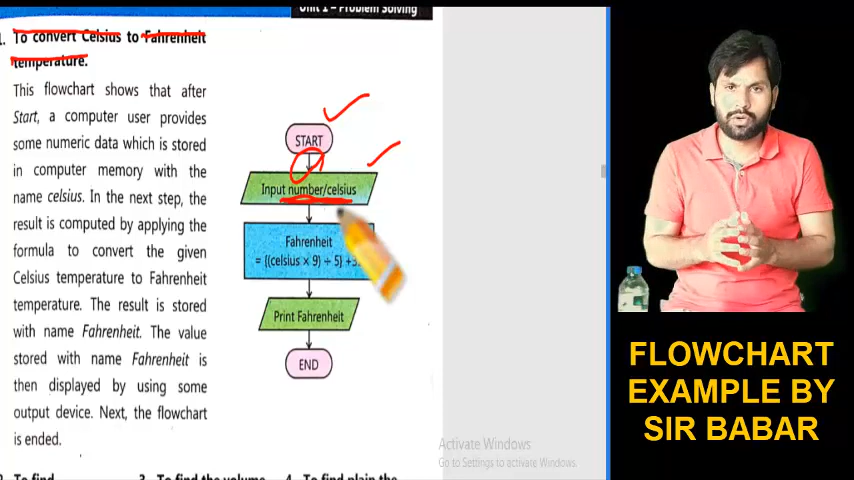 Unit 1 – Problem Solving
1. To convert Celsius to Fahrenheit
temperature.
This flowchart shows that after
Start, a computer user provides
some numeric data which is stored
in computer memory with the
name celsius. In the next step, the
result is computed by applying the
formula to convert the given
Celsius temperature to Fahrenheit
temperature. The result is stored
with name Fahrenheit. The value
stored with name Fahrenheit is
then displayed by using some
output device. Next, the flowchart
is ended.
START
Input number/celsius
Fahrenheit
= {(celsius × 9) ÷ 5} +3
Print Fahrenheit
END
To find
3. To find the volume
4. To find plain the
Activate Windows
Go to Settings to activate Windows.
FLOWCHART
EXAMPLE BY
SIR BABAR